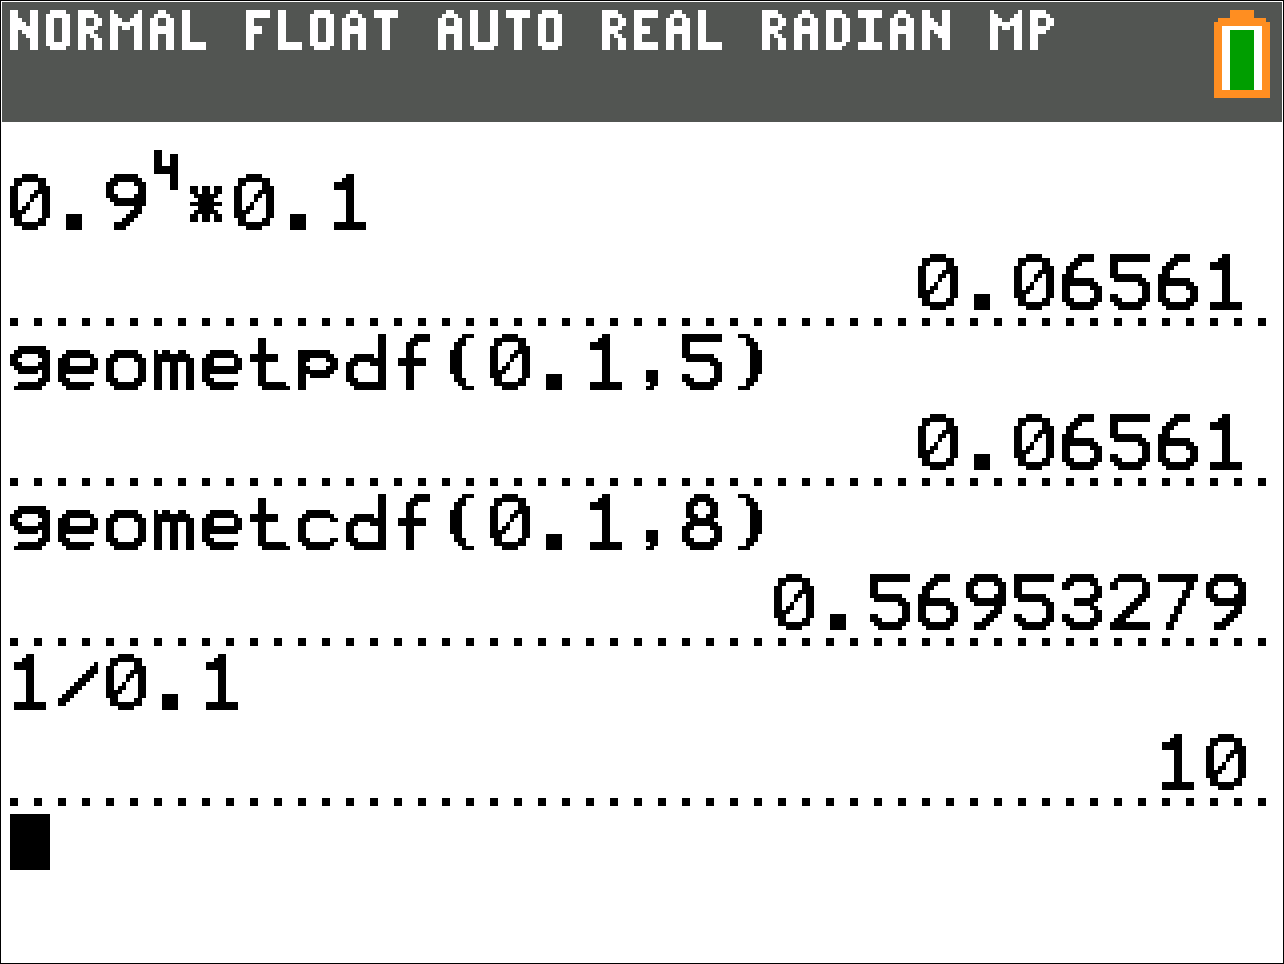 NORMAL FLOAT AUTO REAL RADIAN MP
0.9⁴*0.1
0.06561
geometpdf(0.1,5)
0.06561
geometcdf(0.1,8)
0.56953279
1/0.1
10